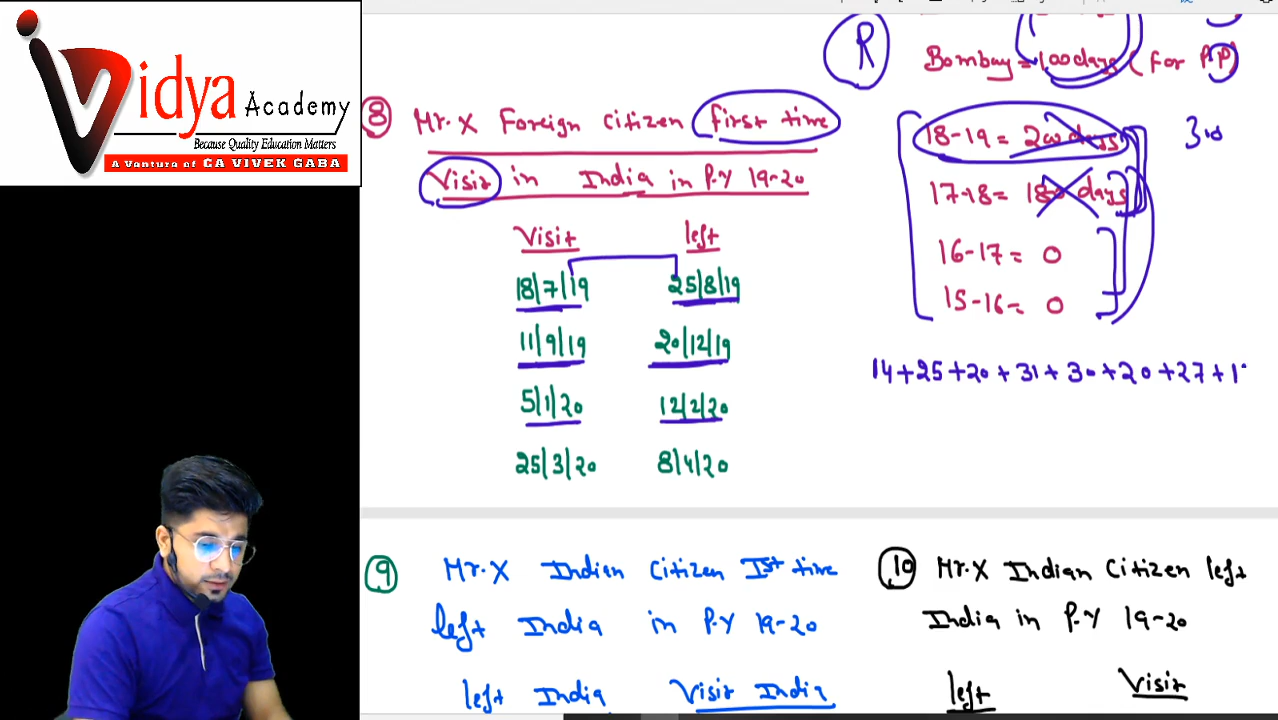 Vidya
Academy
Because Quality Education Matters
A Ventura of CA VIVEK GABA
R
Bombay = 100 days (for P.P)
8 Mr.X Foreign Citizen first time
Visit in India in P.Y 19-20
Visit left
18/7/19 25/8/19
11/9/19 20/12/19
5/1/20 12/2/20
25/3/20 8/4/20
18-19 = 200 days
17-18 = 180 days
16-17 = 0
15-16 = 0
14+25+20+31+30+20+27+1
9 Mr.X Indian Citizen Ist time
left India in P.Y 19-20
left India Visit India
10 Mr.X Indian Citizen left
India in P.Y 19-20
left Visit